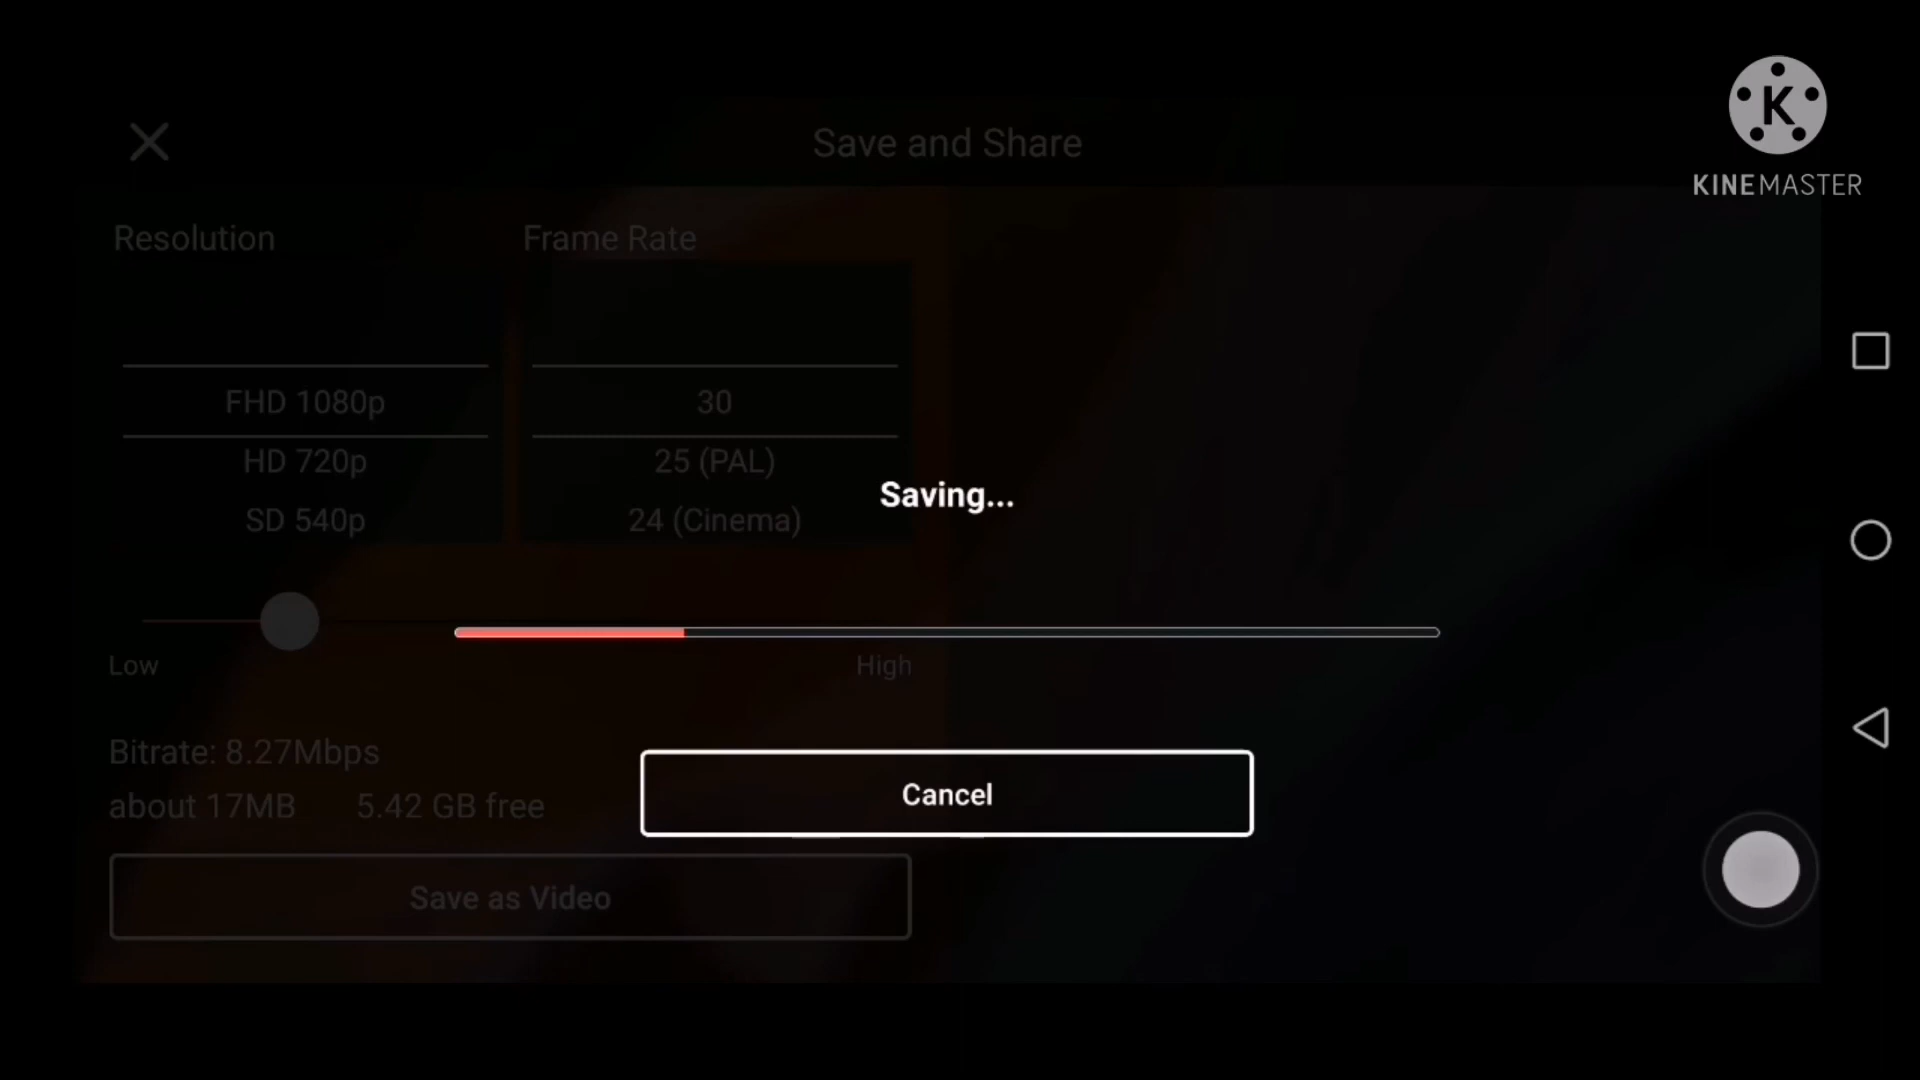 K
KINEMASTER
Save and Share
Resolution
Frame Rate
FHD 1080p
30
HD 720p
25 (PAL)
SD 540p
24 (Cinema)
Saving...
Low
High
Bitrate: 8.27Mbps
about 17MB
5.42 GB free
Cancel
Save as Video